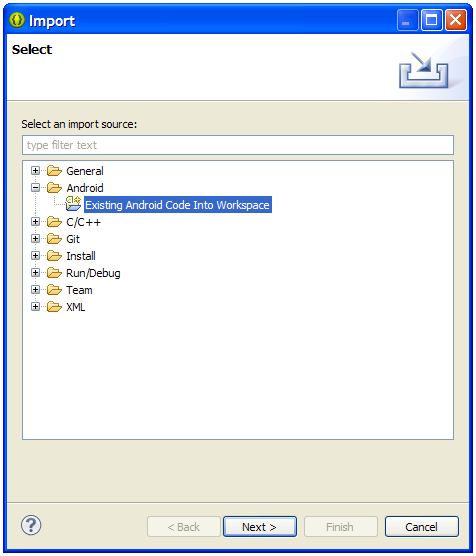 Import
Select
Select an import source:
type filter text
General
Android
Existing Android Code Into Workspace
C/C++
Git
Install
Run/Debug
Team
XML
?
< Back
Next >
Finish
Cancel